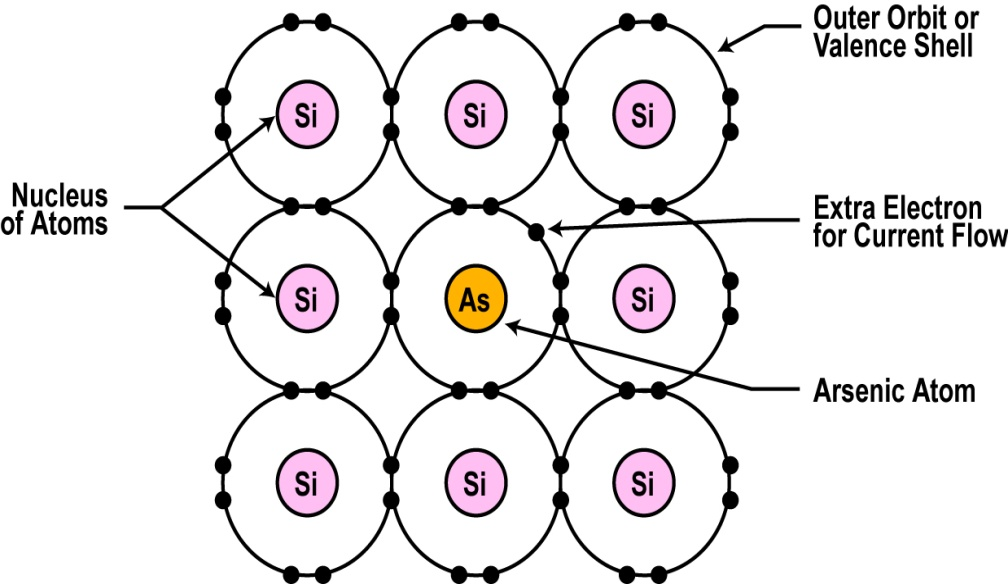 Outer Orbit or
Valence Shell
Si
Si
Si
Nucleus
of Atoms
Extra Electron
for Current Flow
Si
As
Si
Arsenic Atom
Si
Si
Si